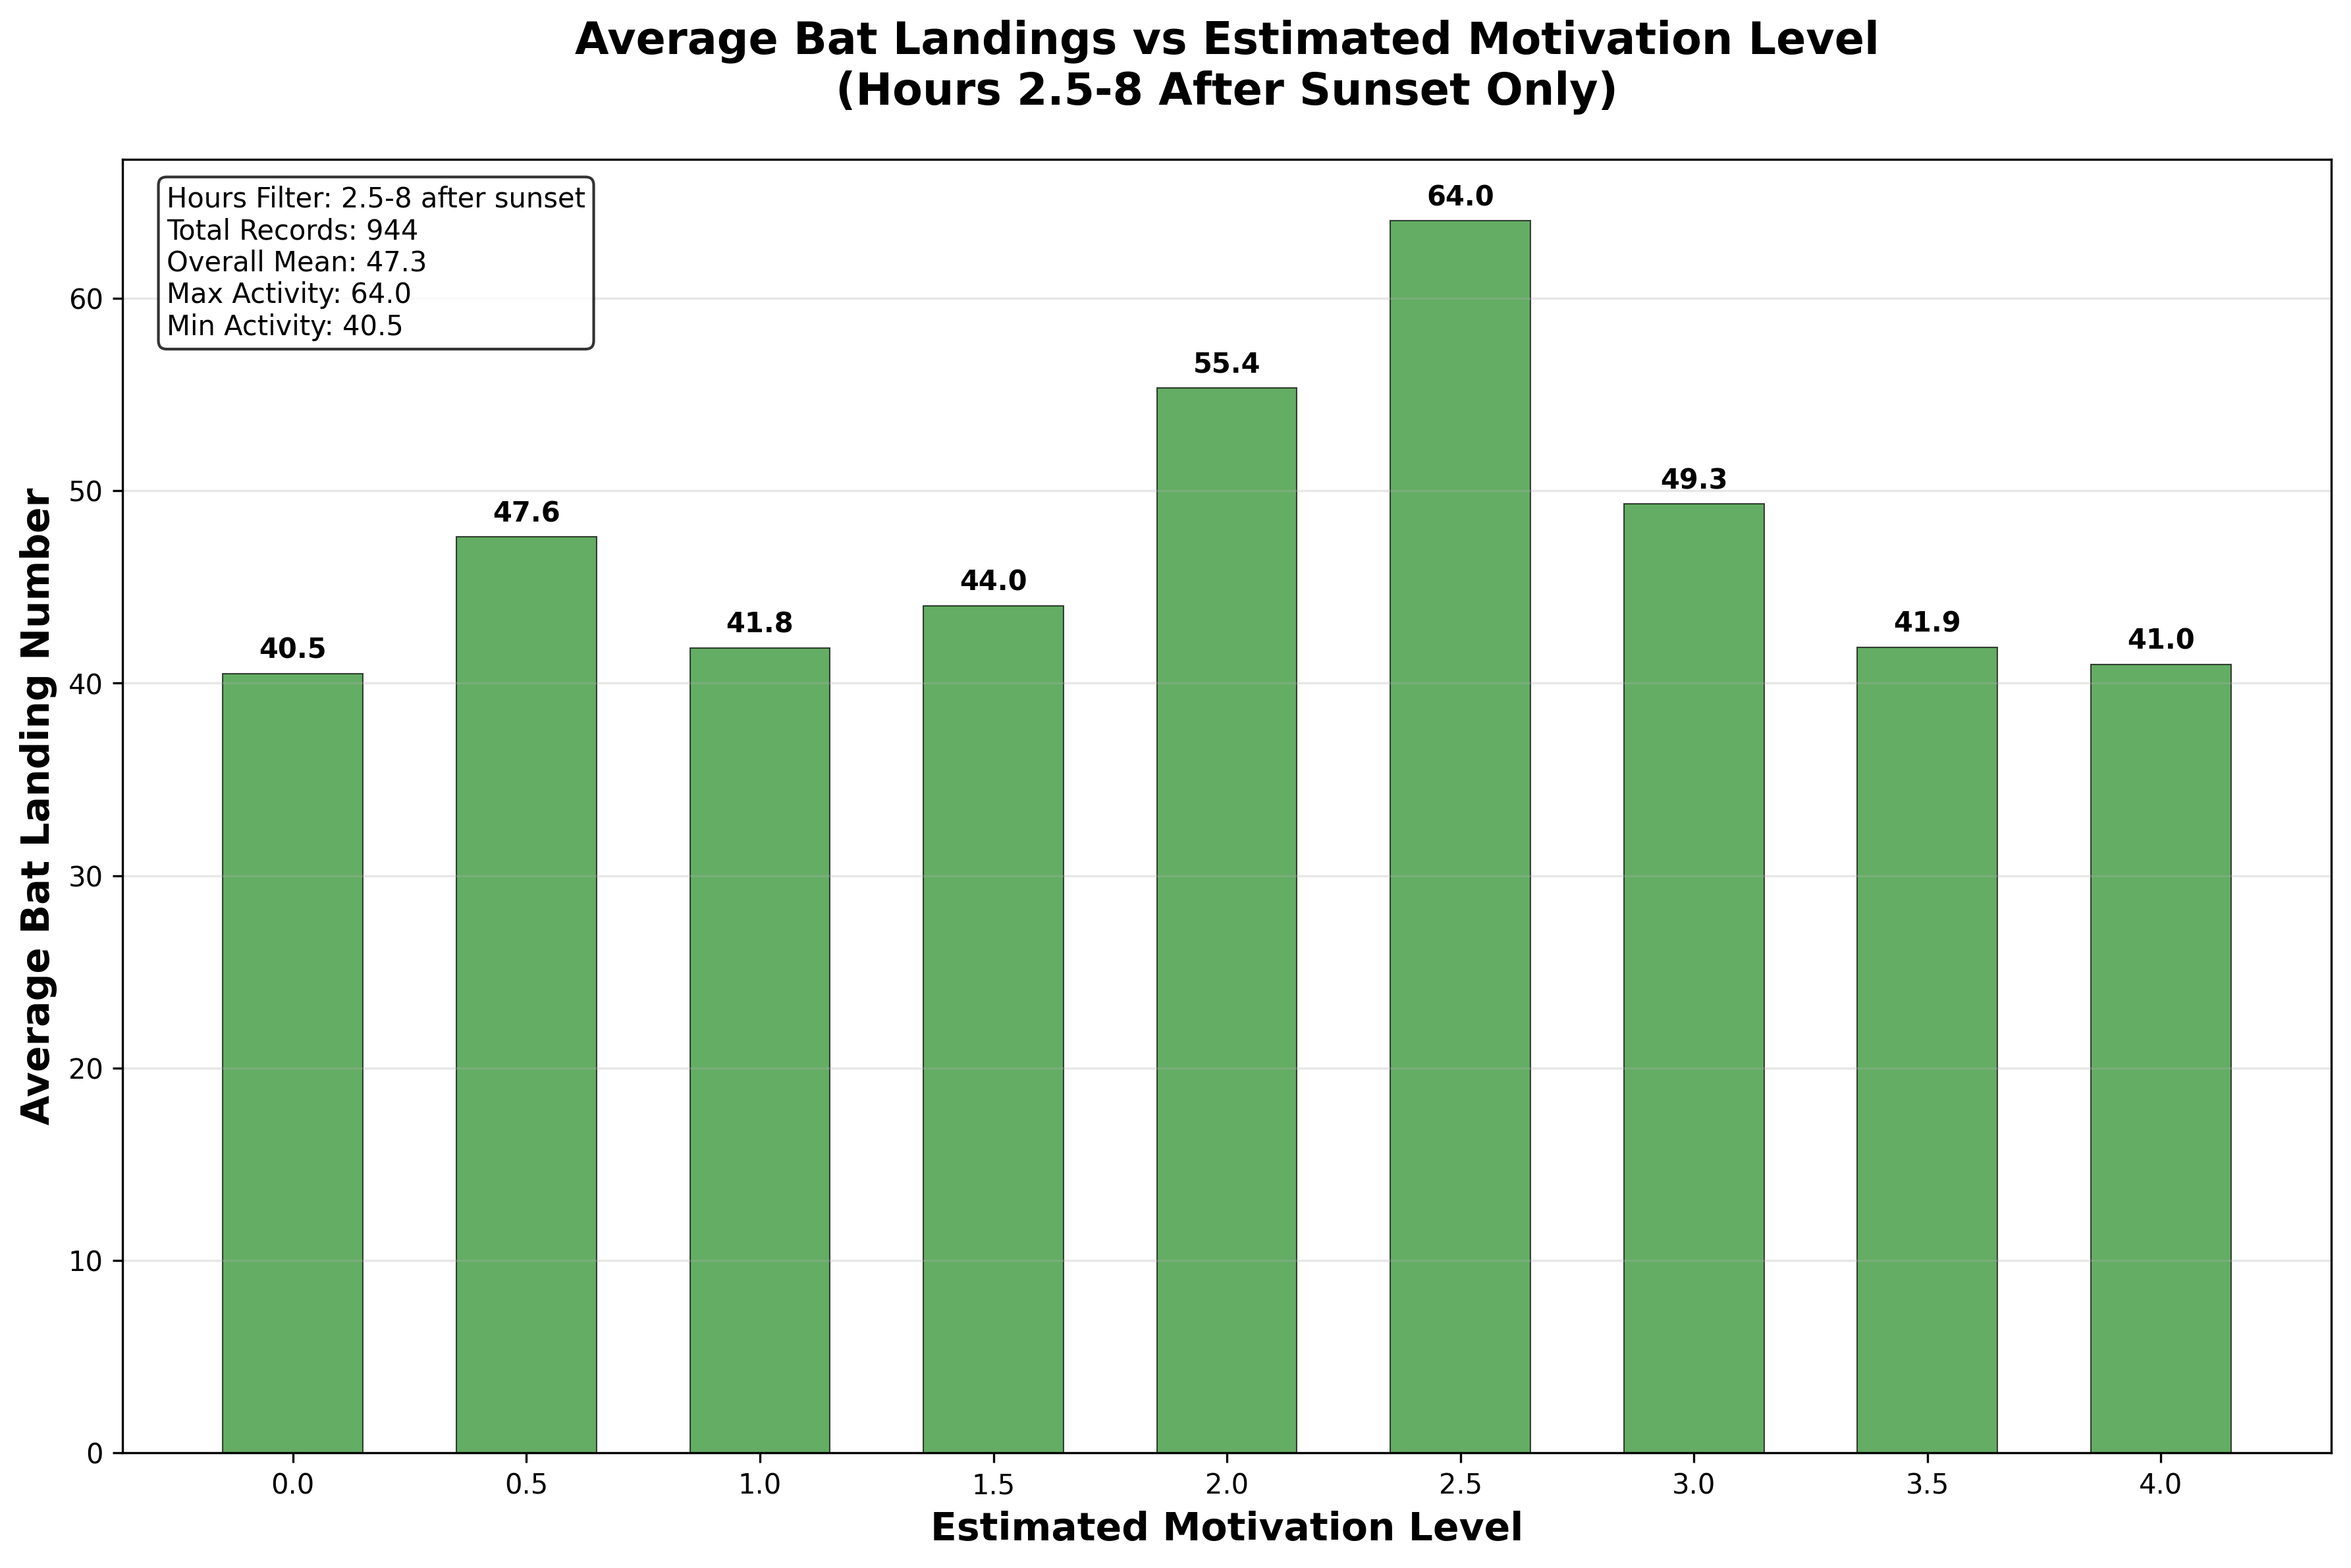 Average Bat Landings vs Estimated Motivation Level
(Hours 2.5-8 After Sunset Only)
Hours Filter: 2.5-8 after sunset
Total Records: 944
Overall Mean: 47.3
Max Activity: 64.0
Min Activity: 40.5
Average Bat Landing Number
60
50
40
30
20
10
0
40.5
47.6
41.8
44.0
55.4
64.0
49.3
41.9
41.0
0.0
0.5
1.0
1.5
2.0
2.5
3.0
3.5
4.0
Estimated Motivation Level